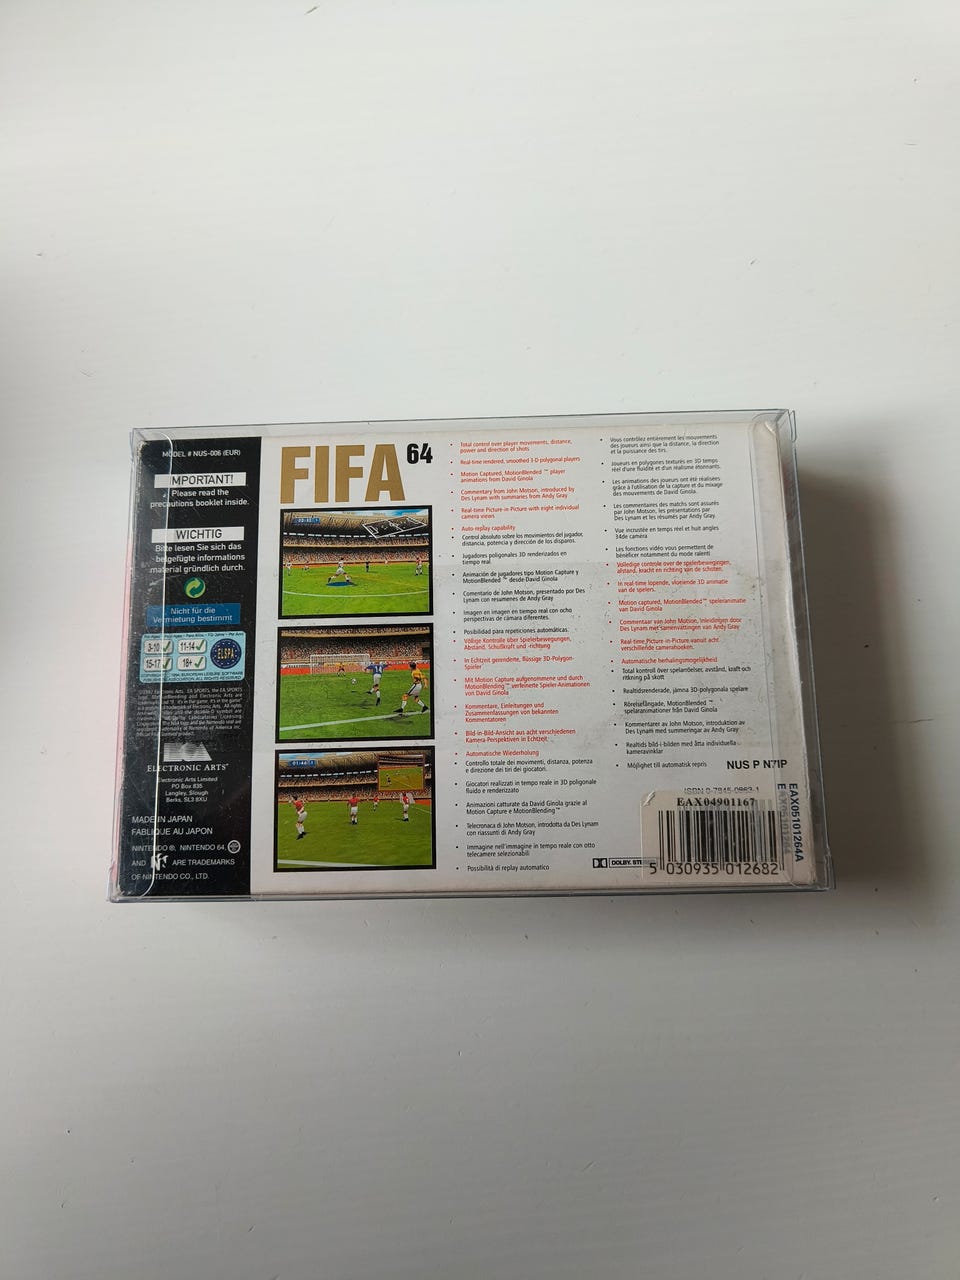 MODEL # NUS-006 (EUR)
IMPORTANT!
Please read the
precautions booklet inside.
WICHTIG
Bitte lesen Sie sich das
beigefügte informations
material gründlich durch.
Nicht für die
Vermietung bestimmt
3-10
11-14
15-17
18+
ELSPA
ELECTRONIC ARTS™
Electronic Arts Limited
PO Box 835
Langley, Slough
Berks, SL3 8XU
MADE IN JAPAN
FABLIQUE AU JAPON
NINTENDO ®, NINTENDO 64,
AND N ARE TRADEMARKS
OF NINTENDO CO., LTD.
FIFA 64
• Total control over player movements, distance,
power and direction of shots
• Real-time rendered, smoothed 3-D polygonal players
• Motion Captured, MotionBlended ™ player
animations from David Ginola
• Commentary from John Motson, introduced by
Des Lynam with summaries from Andy Gray
• Real-time Picture-in-Picture with eight individual
camera views
• Auto-replay capability
• Control absoluto sobre los movimientos del jugador,
distancia, potencia y dirección de los disparos.
• Jugadores poligonales 3D renderizados en
tiempo real.
• Animación de jugadores tipo Motion Capture y
MotionBlended ™ desde David Ginola
• Comentario de John Motson, presentado por Des
Lynam con resumenes de Andy Gray
• Imagen en imagen en tiempo real con ocho
perspectivas de cámara diferentes.
• Posibilidad para repeticiones automáticas.
• Völlige Kontrolle über Spielerbewegungen,
Abstand, Schußkraft und -richtung
• In Echtzeit gerenderte, flüssige 3D-Polygon-
Spieler
• Mit Motion Capture aufgenommene und durch
MotionBlending™ verfeinerte Spieler-Animationen
von David Ginola
• Kommentare, Einleitungen und
Zusammenfassungen von bekannten
Kommentatoren
• Bild-in-Bild-Ansicht aus acht verschiedenen
Kamera-Perspektiven in Echtzeit
• Automatische Wiederholung
• Controllo totale dei movimenti, distanza, potenza
e direzione dei tiri dei giocatori.
• Giocatori realizzati in tempo reale in 3D poligonale
fluido e renderizzato
• Animazioni catturate da David Ginola grazie al
Motion Capture e MotionBlending™
• Telecronaca di John Motson, introdotta da Des Lynam
con riassunti di Andy Gray
• Immagine nell'immagine in tempo reale con otto
telecamere selezionabili
• Possibilità di replay automatico
• Vous contrôlez entièrement les mouvements
des joueurs ainsi que la distance, la direction
et la puissance des tirs.
• Joueurs en polygones texturés en 3D temps
réel d'une fluidité et d'un réalisme étonnants.
• Les animations des joueurs ont été réalisées
grâce à l'utilisation de la capture et du mixage
des mouvements de David Ginola.
• Les commentaires des matchs sont assurés
par John Motson, les présentations par
Des Lynam et les résumés par Andy Gray.
• Vue incrustée en temps réel et huit angles
de caméra
• Les fonctions vidéo vous permettent de
bénéficier notamment du mode ralenti
• Volledige controle over de spelerbewegingen,
afstand, kracht en richting van de schoten.
• In real-time lopende, vloeiende 3D animatie
van de spelers.
• Motion captured, MotionBlended™ speleranimatie
van David Ginola
• Commentaar van John Motson, inleidingen door
Des Lynam met samenvattingen van Andy Gray
• Real-time Picture-in-Picture vanuit acht
verschillende camerahoeken.
• Automatische herhalingsmogelijkheid
• Total kontroll över spelarrörelser, avstånd, kraft och
riktning på skott
• Realtidsrenderade, jämna 3D-polygonala spelare
• Rörelsefångade, MotionBlended™
spelaranimationer från David Ginola
• Kommentarer av John Motson, introduktion av
Des Lynam med summeringar av Andy Gray
• Realtids bild-i-bilden med åtta individuella
kameravinklar
• Möjlighet till automatisk repris
NUS P N7IP
ISBN 0-7845-0963-1
EAX04901167
DOLBY
5 030935 012682
EAX05101264A